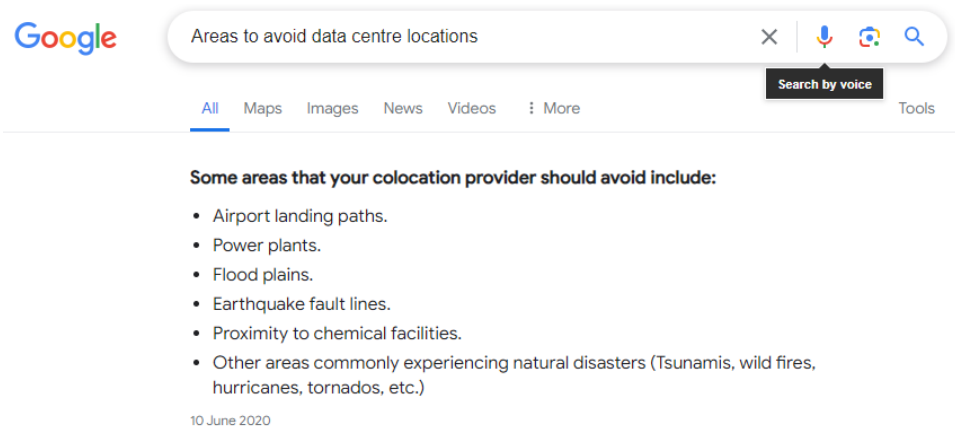 Google
Areas to avoid data centre locations
Search by voice
All Maps Images News Videos More Tools
Some areas that your colocation provider should avoid include:
• Airport landing paths.
• Power plants.
• Flood plains.
• Earthquake fault lines.
• Proximity to chemical facilities.
• Other areas commonly experiencing natural disasters (Tsunamis, wild fires,
hurricanes, tornados, etc.)
10 June 2020